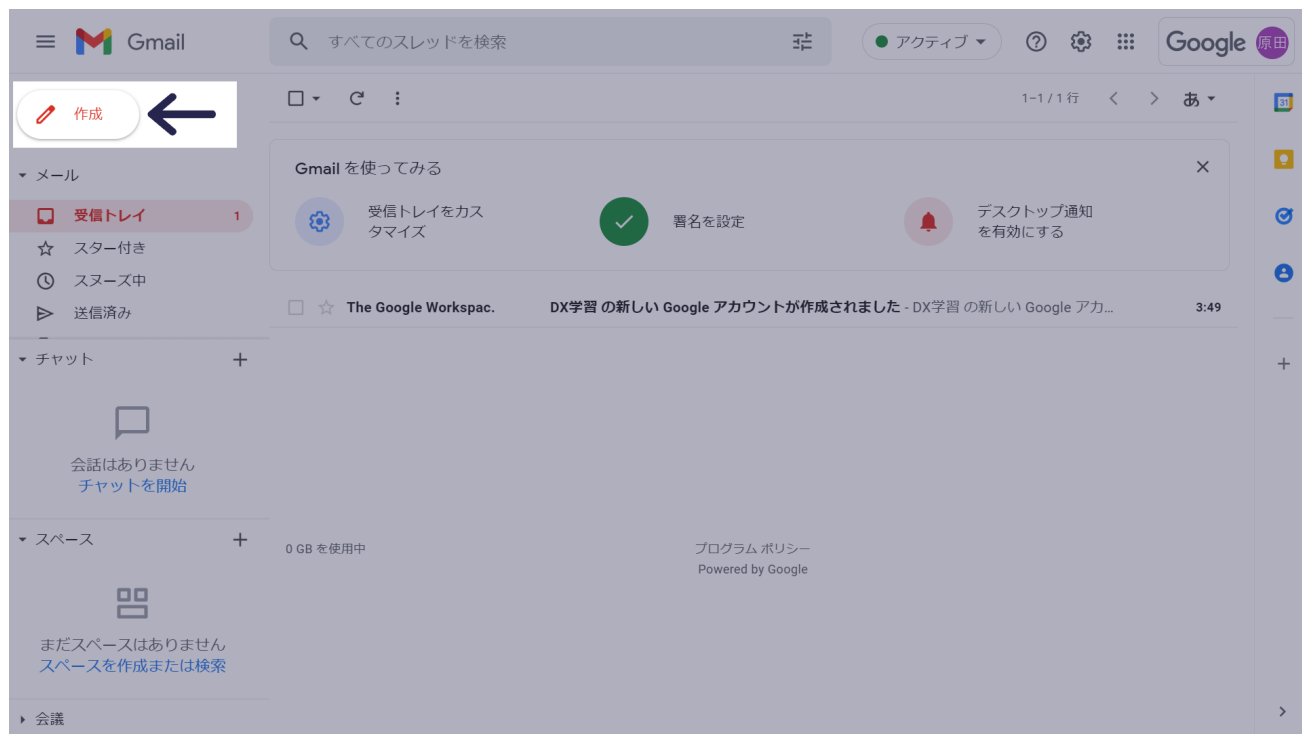 Gmail
すべてのスレッドを検索
アクティブ
Google
原田
作成
1-1 / 1 行
あ
31
メール
受信トレイ 1
スター付き
スヌーズ中
送信済み
Gmail を使ってみる
受信トレイをカス
タマイズ
署名を設定
デスクトップ通知
を有効にする
The Google Workspac. DX学習 の新しい Google アカウントが作成されました - DX学習 の新しい Google アカ... 3:49
チャット
会話はありません
チャットを開始
スペース
まだスペースはありません
スペースを作成または検索
会議
0 GB を使用中
プログラム ポリシー
Powered by Google